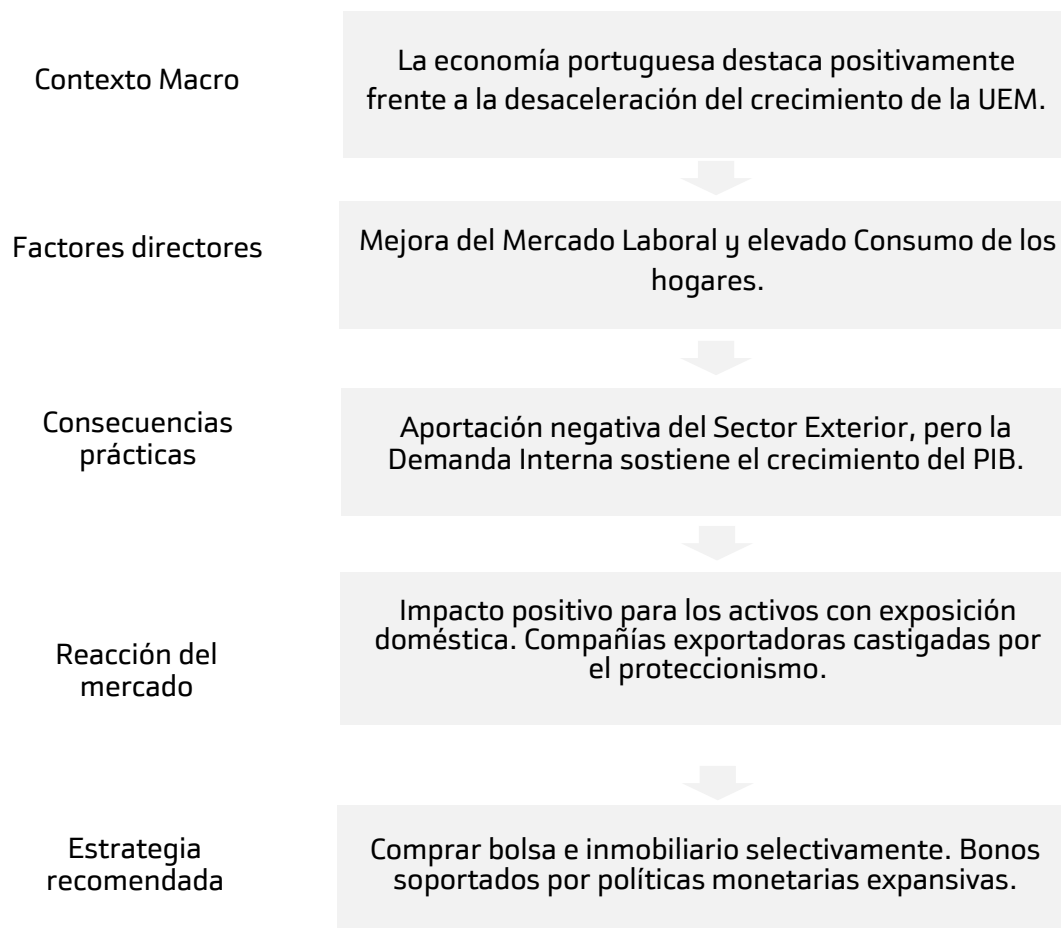 Contexto Macro
La economía portuguesa destaca positivamente
frente a la desaceleración del crecimiento de la UEM.
Factores directores
Mejora del Mercado Laboral y elevado Consumo de los
hogares.
Consecuencias
prácticas
Aportación negativa del Sector Exterior, pero la
Demanda Interna sostiene el crecimiento del PIB.
Reacción del
mercado
Impacto positivo para los activos con exposición
doméstica. Compañías exportadoras castigadas por
el proteccionismo.
Estrategia
recomendada
Comprar bolsa e inmobiliario selectivamente. Bonos
soportados por políticas monetarias expansivas.